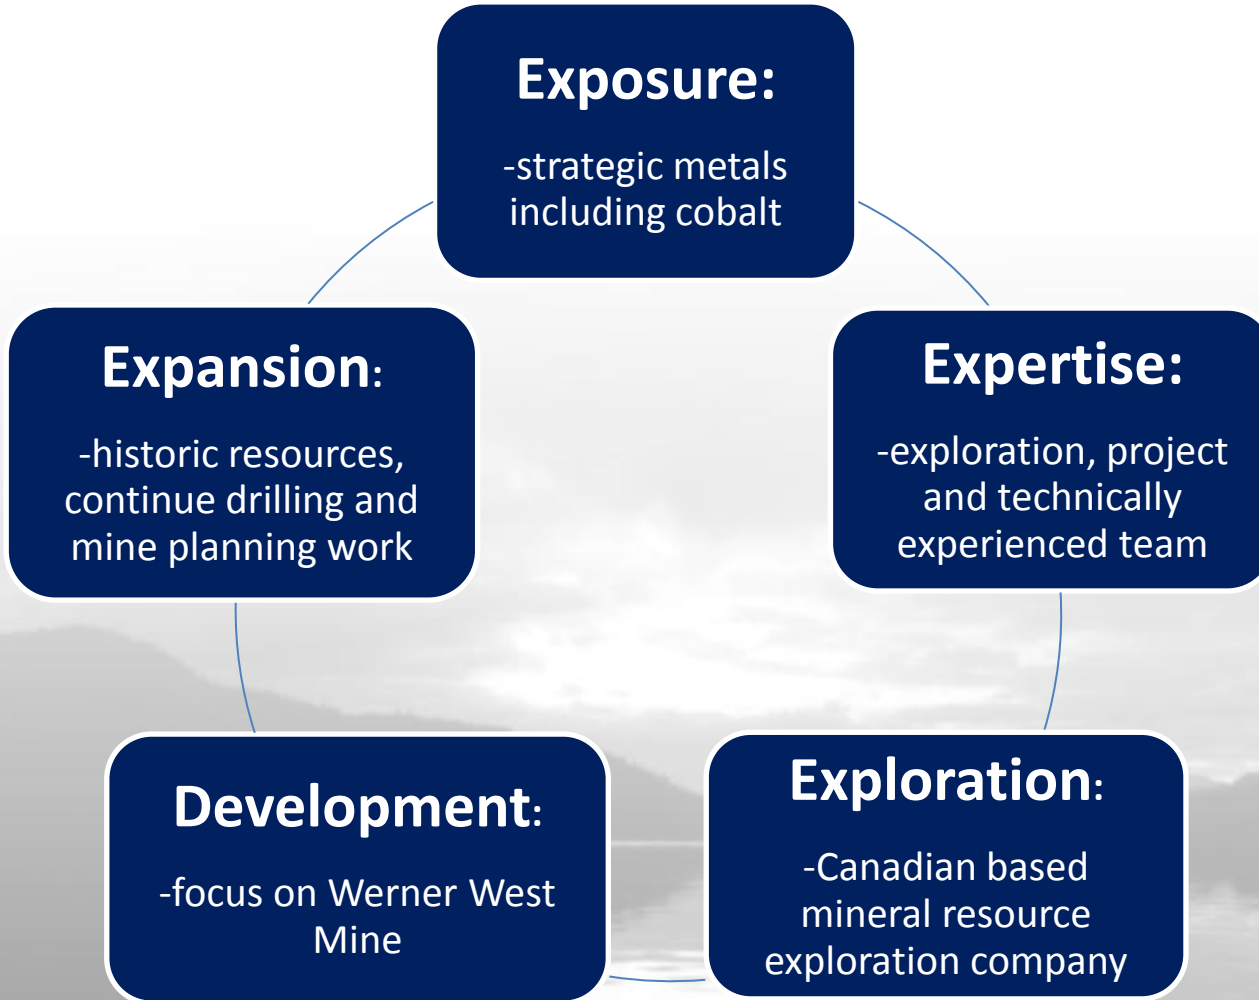 Exposure:
-strategic metals
including cobalt
Expertise:
-exploration, project
and technically
experienced team
Exploration:
-Canadian based
mineral resource
exploration company
Development:
-focus on Werner West
Mine
Expansion:
-historic resources,
continue drilling and
mine planning work